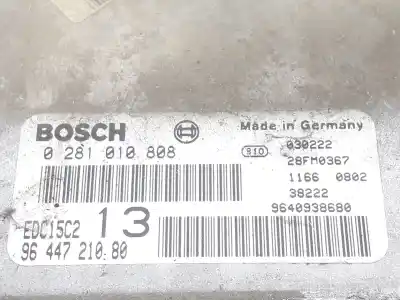 BOSCH
Made in Germany
0 281 010 808
810
030222
28FM0367
1166 0802
38222
9640938680
EDC15C2
13
96 447 210 80